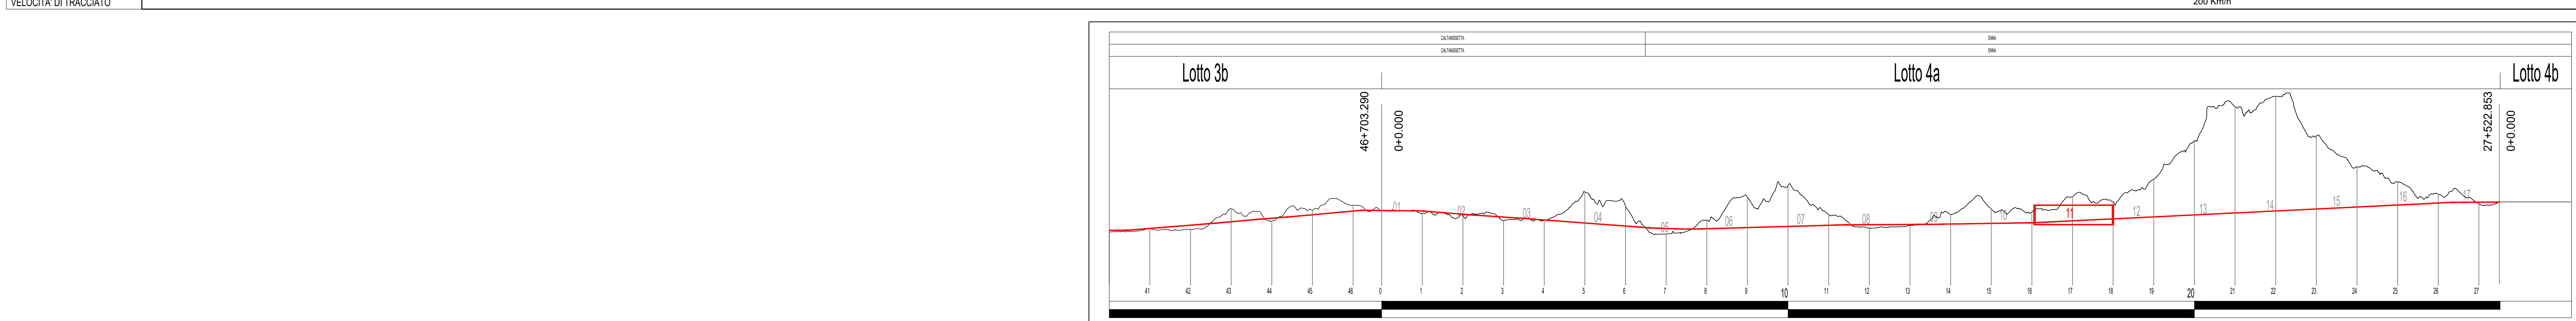 VELOCITA' DI TRACCIATO
200 Km/h
CALTANISSETTA ENNA
CALTANISSETTA ENNA
Lotto 3b Lotto 4a Lotto 4b
46+703.290
0+0.000
27+522.853
0+0.000
01 02 03 04 05 06 07 08 09 10 11 12 13 14 15 16 17
41 42 43 44 45 46 0 1 2 3 4 5 6 7 8 9 10 11 12 13 14 15 16 17 18 19 20 21 22 23 24 25 26 27